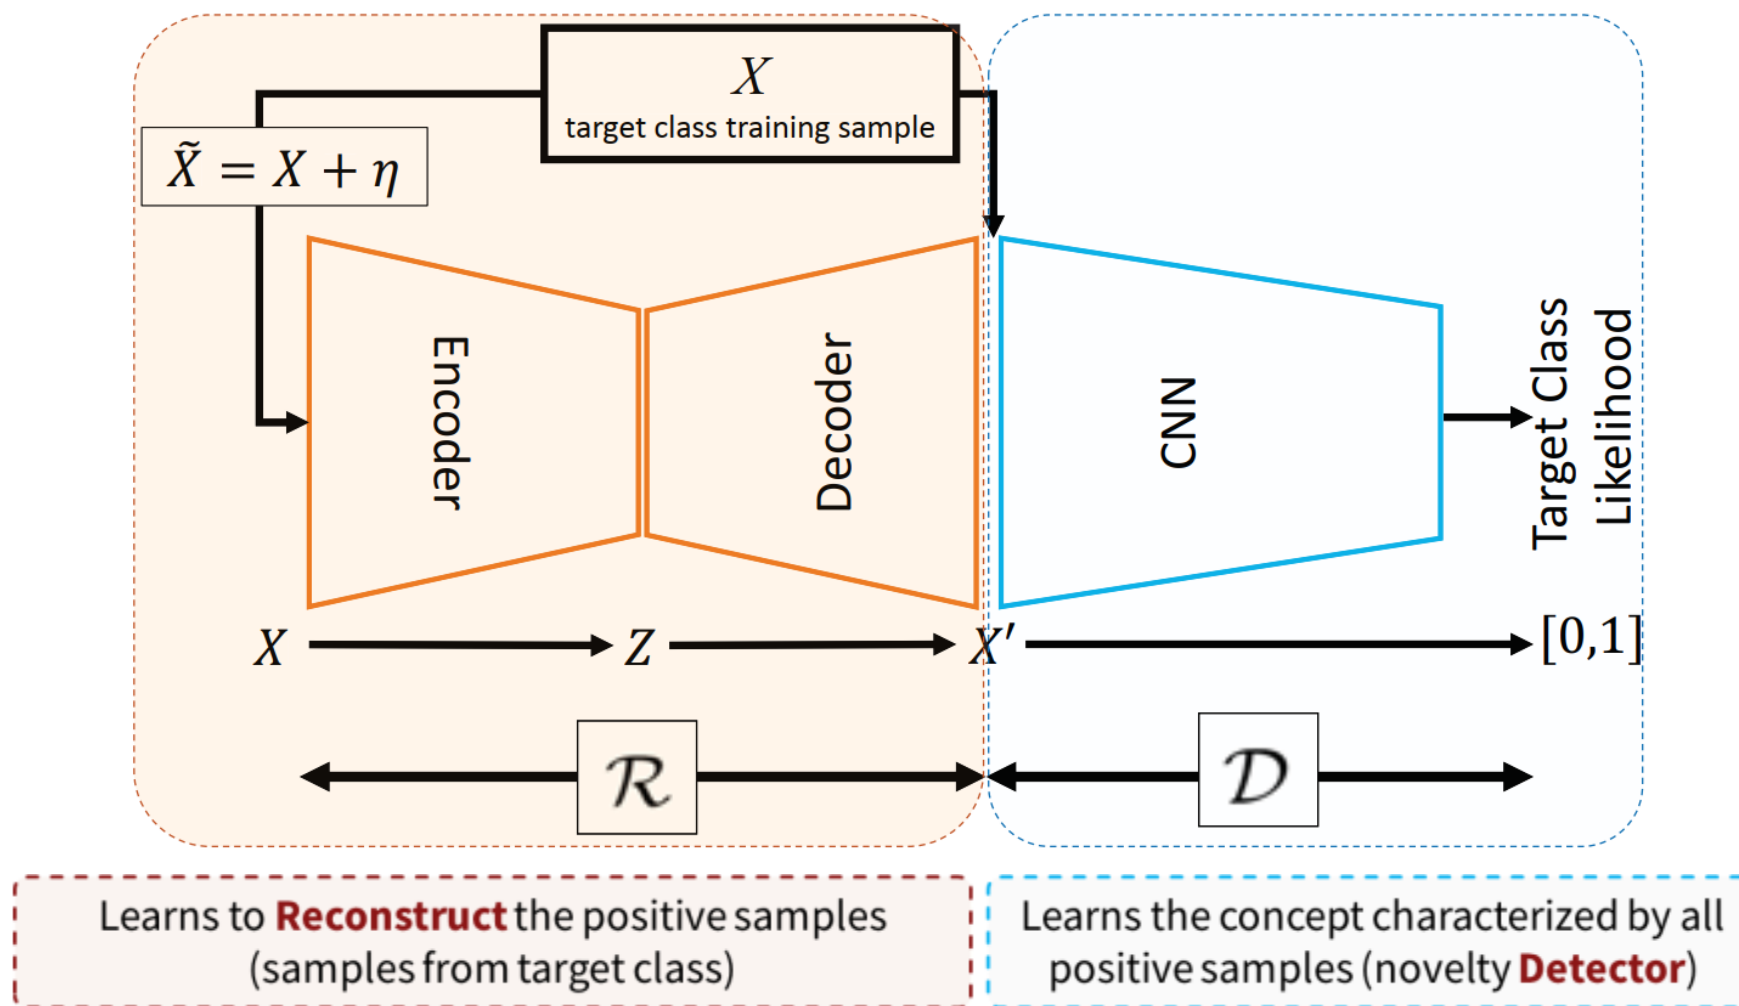 X
target class training sample
X̃ = X + η
Encoder
Decoder
CNN
Target Class
Likelihood
X
Z
X′
[0,1]
ℛ
𝒟
Learns to Reconstruct the positive samples
(samples from target class)
Learns the concept characterized by all
positive samples (novelty Detector)